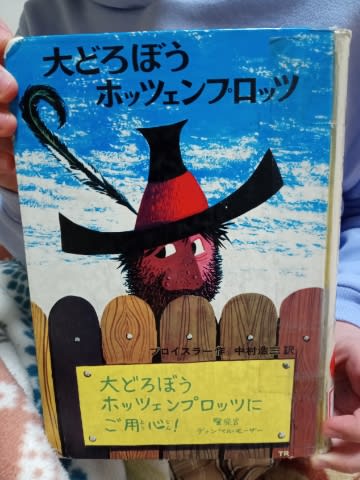 大どろぼう
ホッツェンプロッツ
プロイスラー作 中村浩三訳
大どろぼう
ホッツェンプロッツに
ご用心!
警察官
ディンペルモーザー
TR